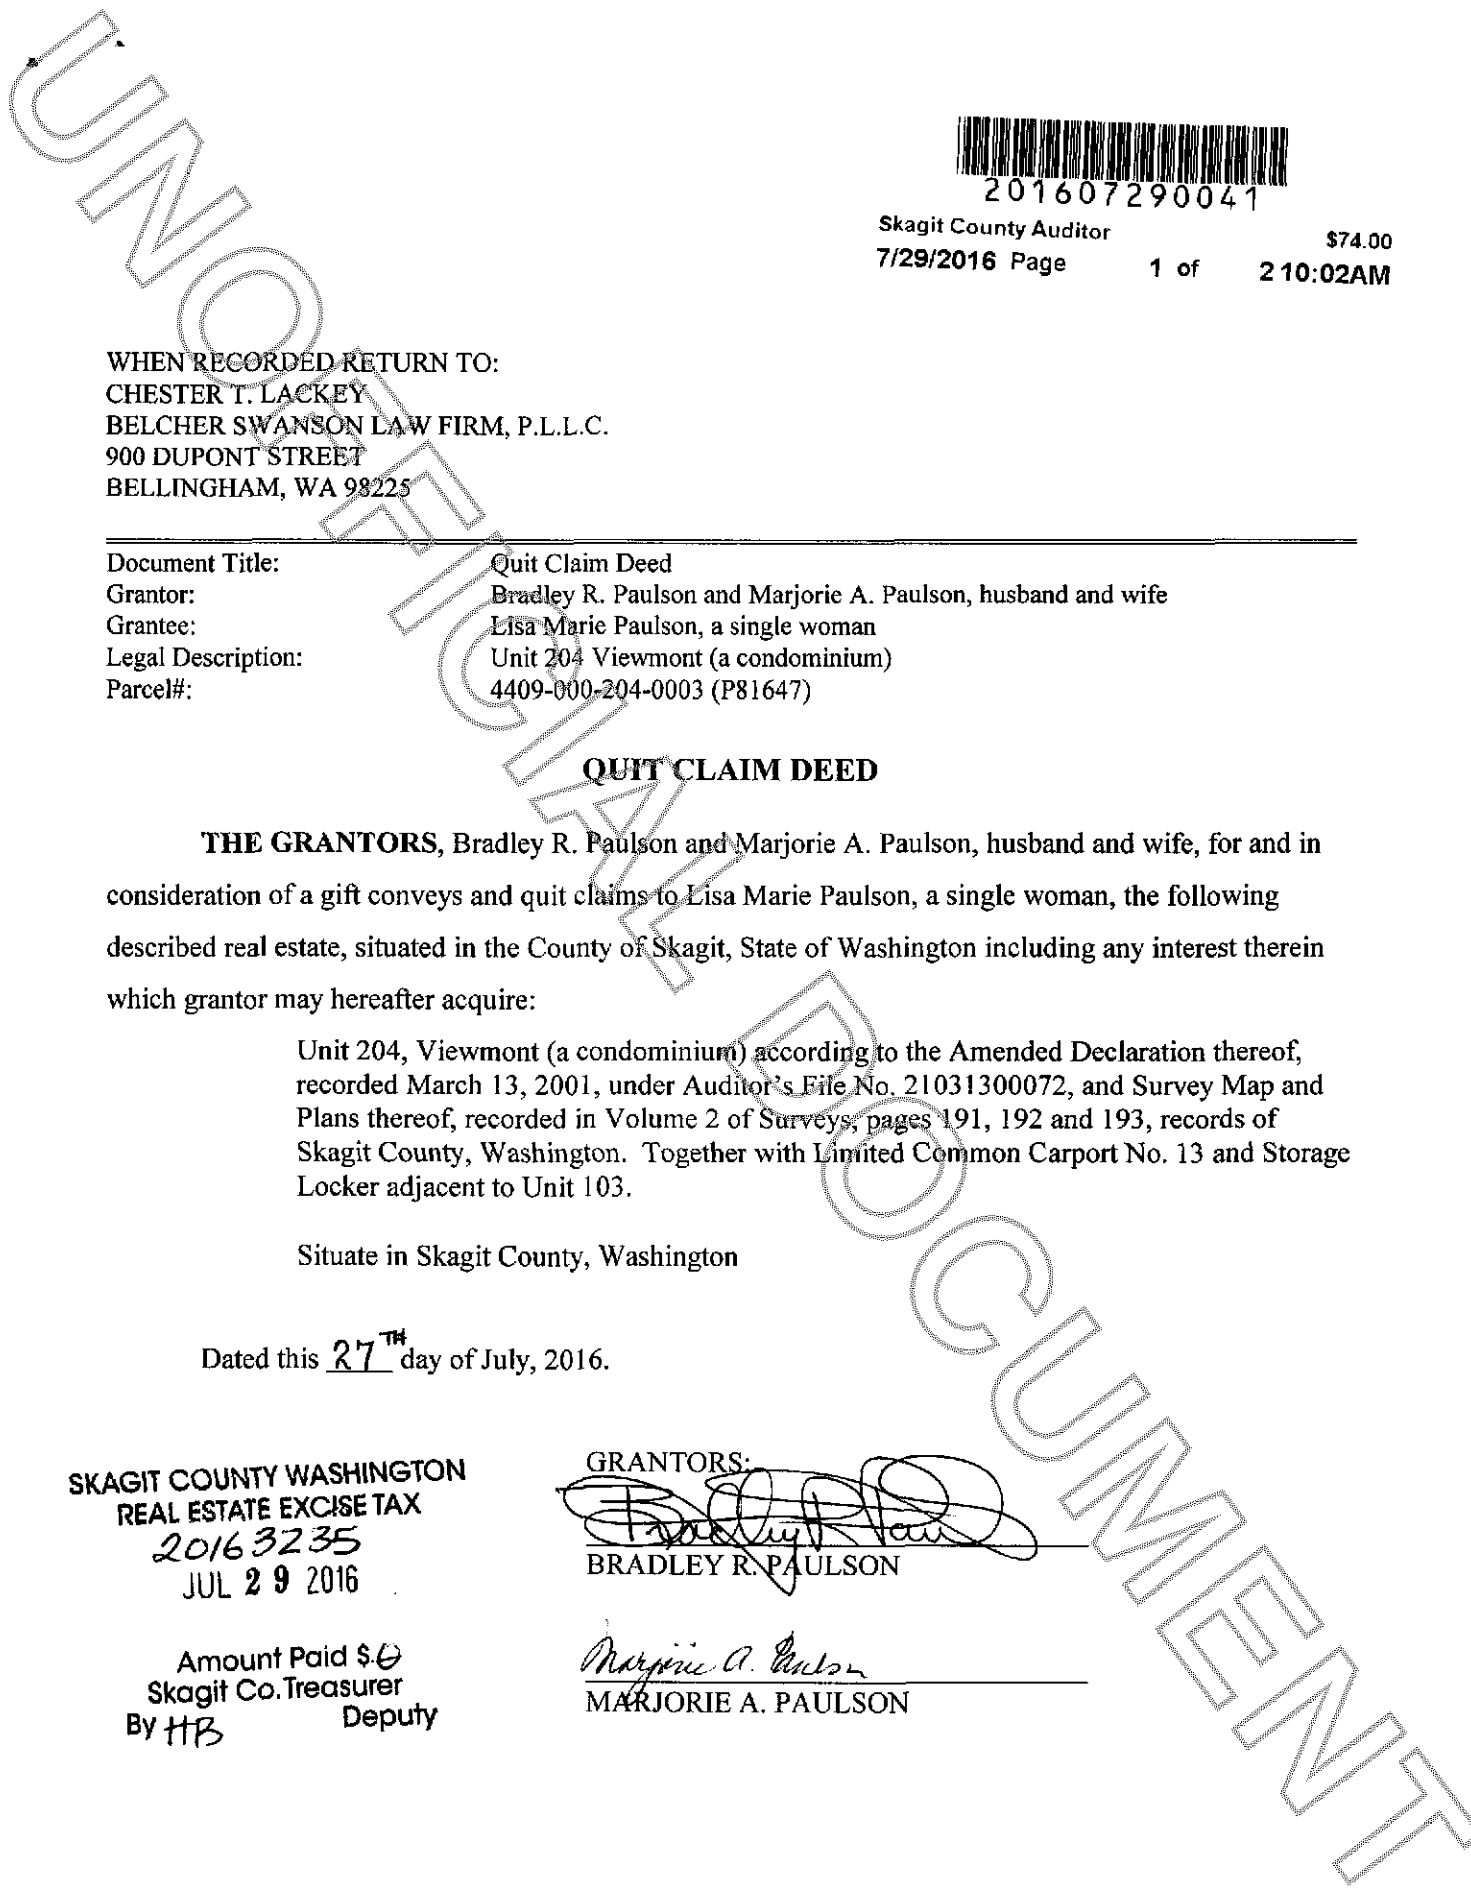 201607290041
Skagit County Auditor $74.00
7/29/2016 Page 1 of 2 10:02AM
WHEN RECORDED RETURN TO:
CHESTER T. LACKEY
BELCHER SWANSON LAW FIRM, P.L.L.C.
900 DUPONT STREET
BELLINGHAM, WA 98225
Document Title: Quit Claim Deed
Grantor: Bradley R. Paulson and Marjorie A. Paulson, husband and wife
Grantee: Lisa Marie Paulson, a single woman
Legal Description: Unit 204 Viewmont (a condominium)
Parcel#: 4409-000-204-0003 (P81647)
QUIT CLAIM DEED
THE GRANTORS, Bradley R. Paulson and Marjorie A. Paulson, husband and wife, for and in
consideration of a gift conveys and quit claims to Lisa Marie Paulson, a single woman, the following
described real estate, situated in the County of Skagit, State of Washington including any interest therein
which grantor may hereafter acquire:
Unit 204, Viewmont (a condominium) according to the Amended Declaration thereof,
recorded March 13, 2001, under Auditor's File No. 21031300072, and Survey Map and
Plans thereof, recorded in Volume 2 of Surveys, pages 191, 192 and 193, records of
Skagit County, Washington. Together with Limited Common Carport No. 13 and Storage
Locker adjacent to Unit 103.
Situate in Skagit County, Washington
Dated this 27TH day of July, 2016.
SKAGIT COUNTY WASHINGTON
REAL ESTATE EXCISE TAX
20163235
JUL 29 2016
Amount Paid $.0
Skagit Co. Treasurer
By HB Deputy
GRANTORS:
Bradley R Paul
BRADLEY R. PAULSON
Marjorie A. Paulson
MARJORIE A. PAULSON
UNOFFICIAL DOCUMENT